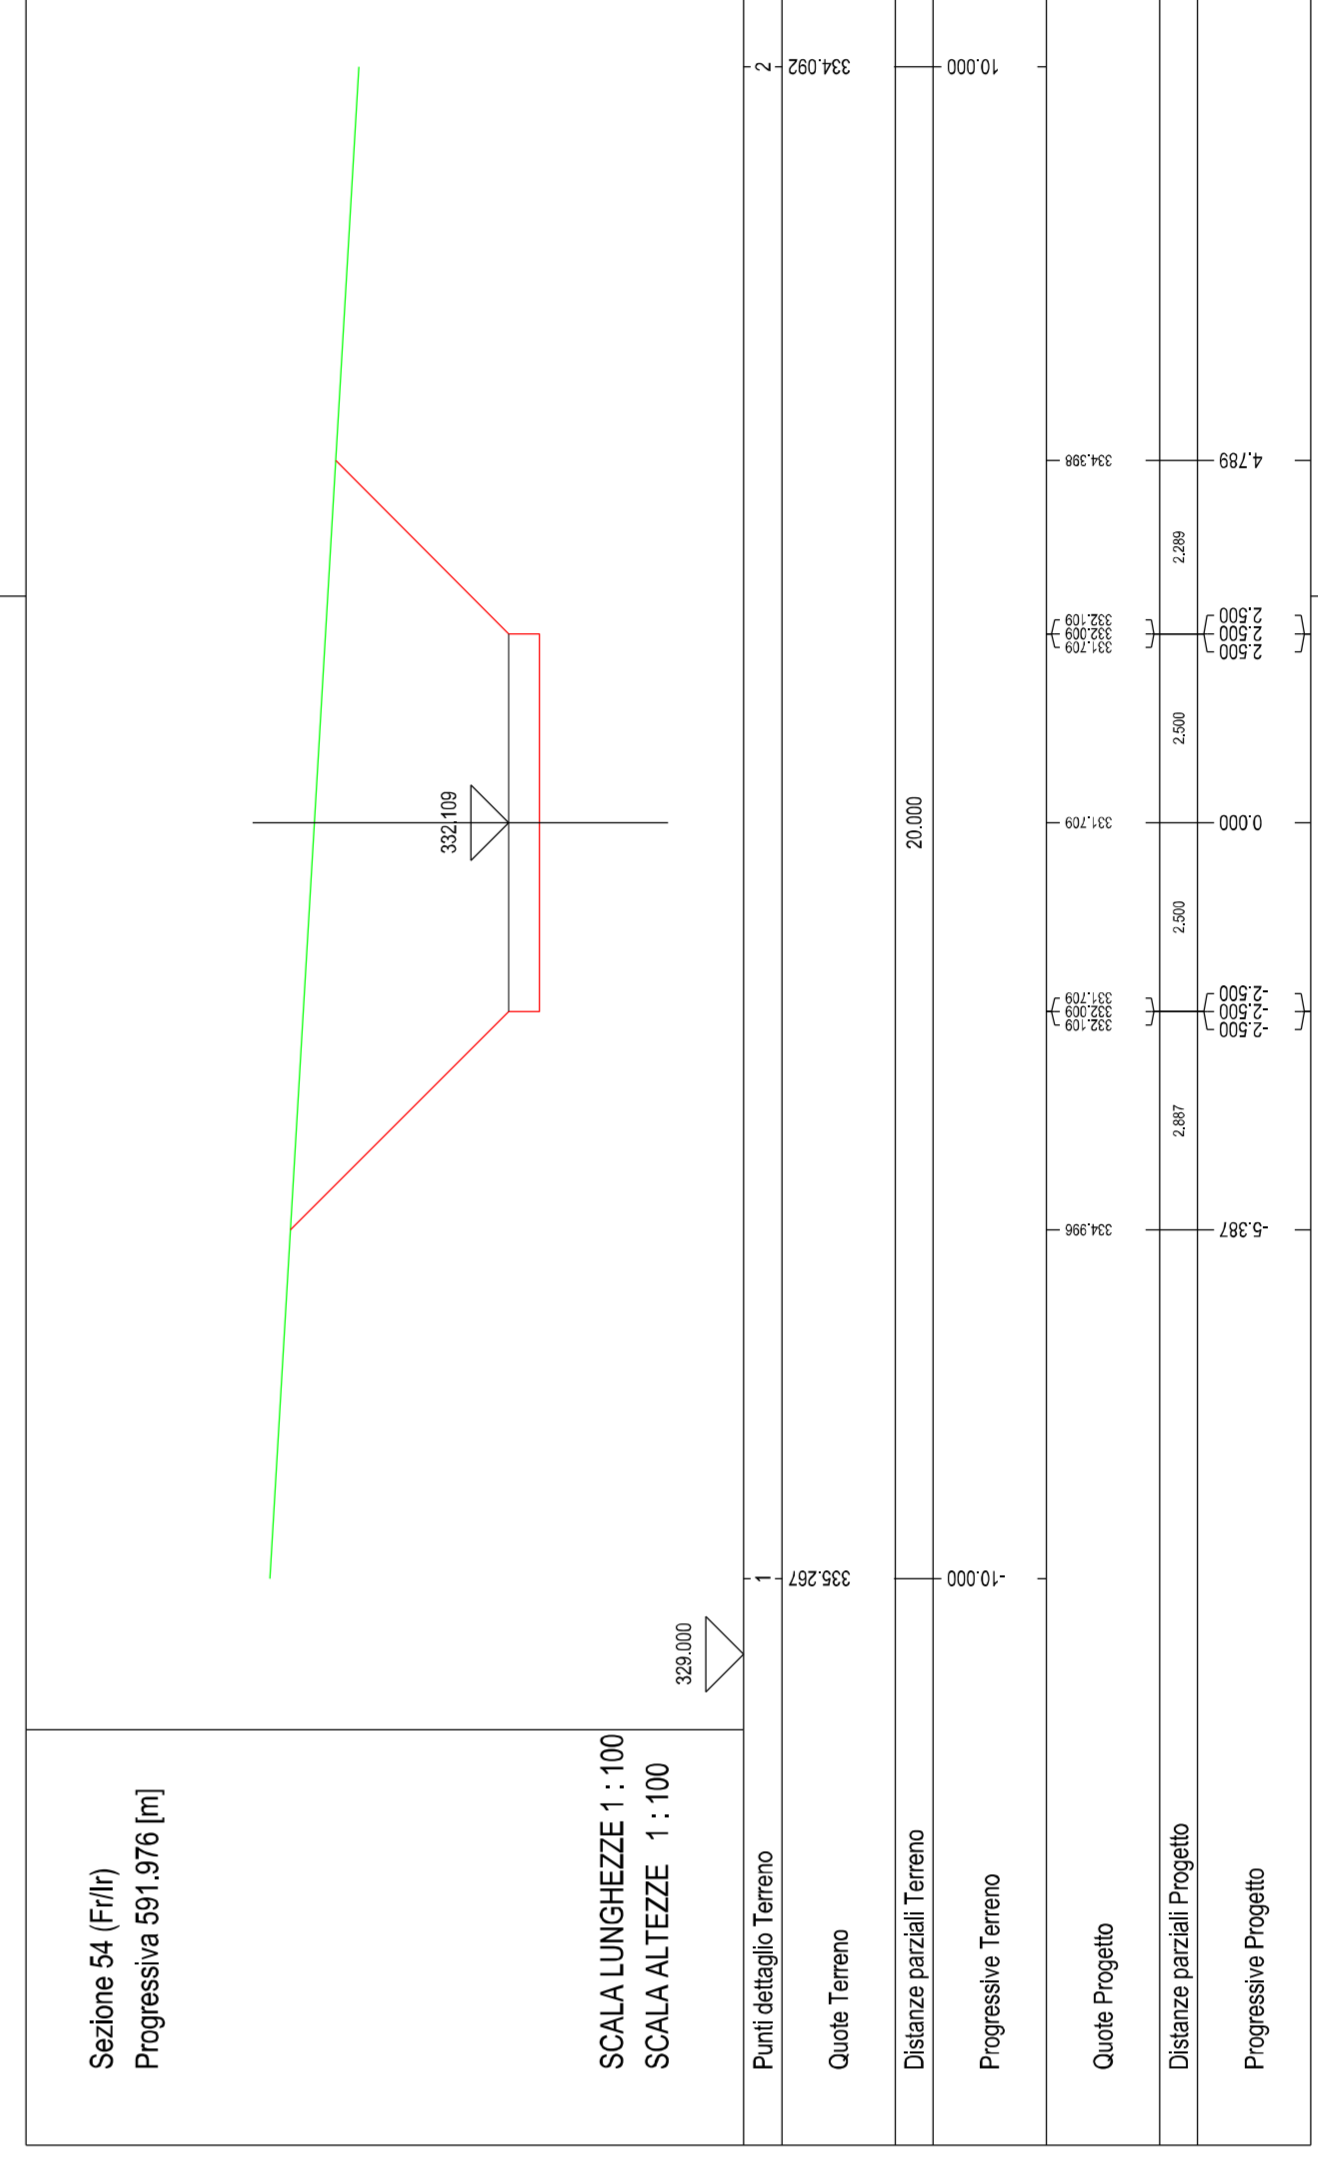 Sezione 54 (Fr/Ir)
Progressiva 591.976 [m]
SCALA LUNGHEZZE 1 : 100
SCALA ALTEZZE 1 : 100
332.109
329.000
Punti dettaglio Terreno 1 2
Quote Terreno 335.267 334.092
Distanze parziali Terreno 20.000
Progressive Terreno -10.000 10.000
Quote Progetto 334.996 332.109 332.009 331.709 331.709 331.709 332.009 332.109 334.398
Distanze parziali Progetto 2.887 2.500 2.500 2.289
Progressive Progetto -5.387 -2.500 -2.500 -2.500 0.000 2.500 2.500 2.500 4.789